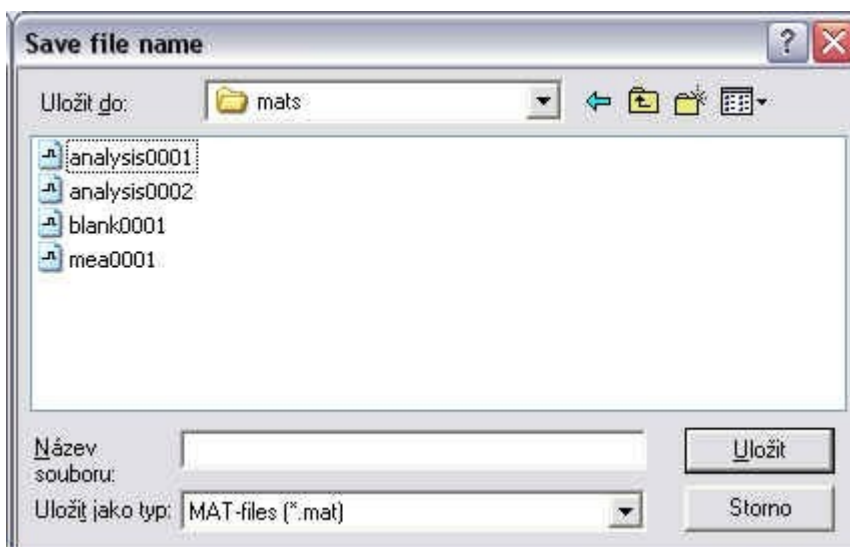 Save file name
Uložit do: mats
analysis0001
analysis0002
blank0001
mea0001
Název souboru:
Uložit
Uložit jako typ: MAT-files (*.mat)
Storno